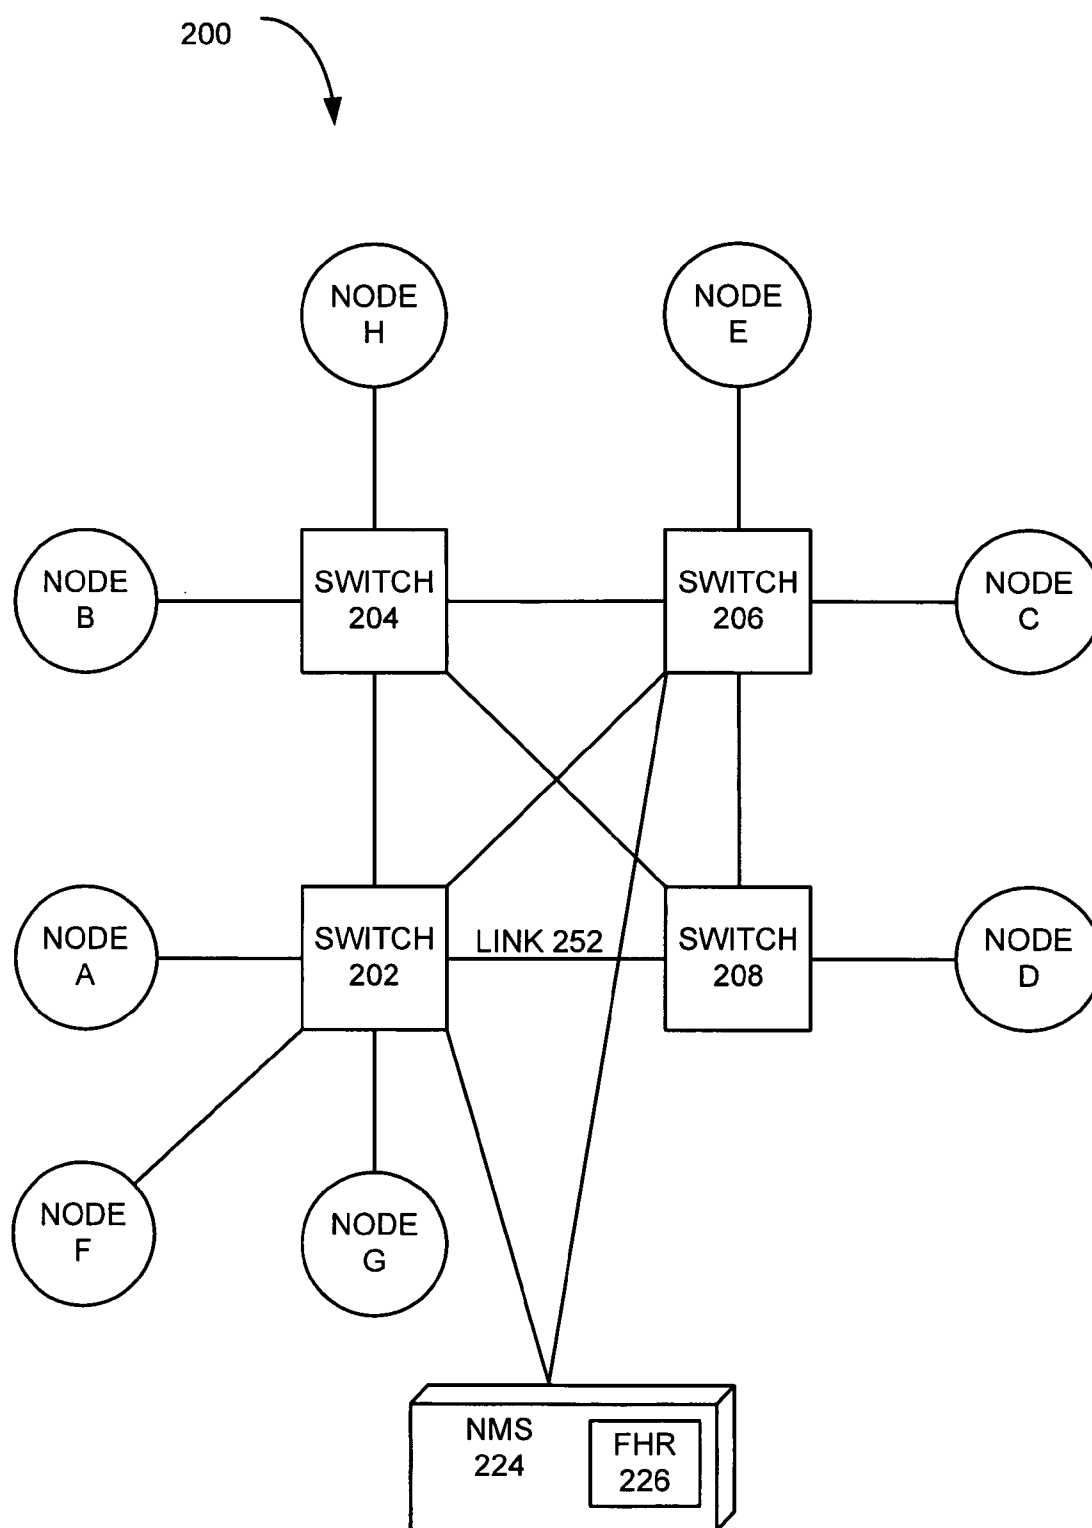 200
NODE
H
NODE
E
NODE
B
SWITCH
204
SWITCH
206
NODE
C
NODE
A
SWITCH
202
LINK 252
SWITCH
208
NODE
D
NODE
F
NODE
G
NMS
224
FHR
226